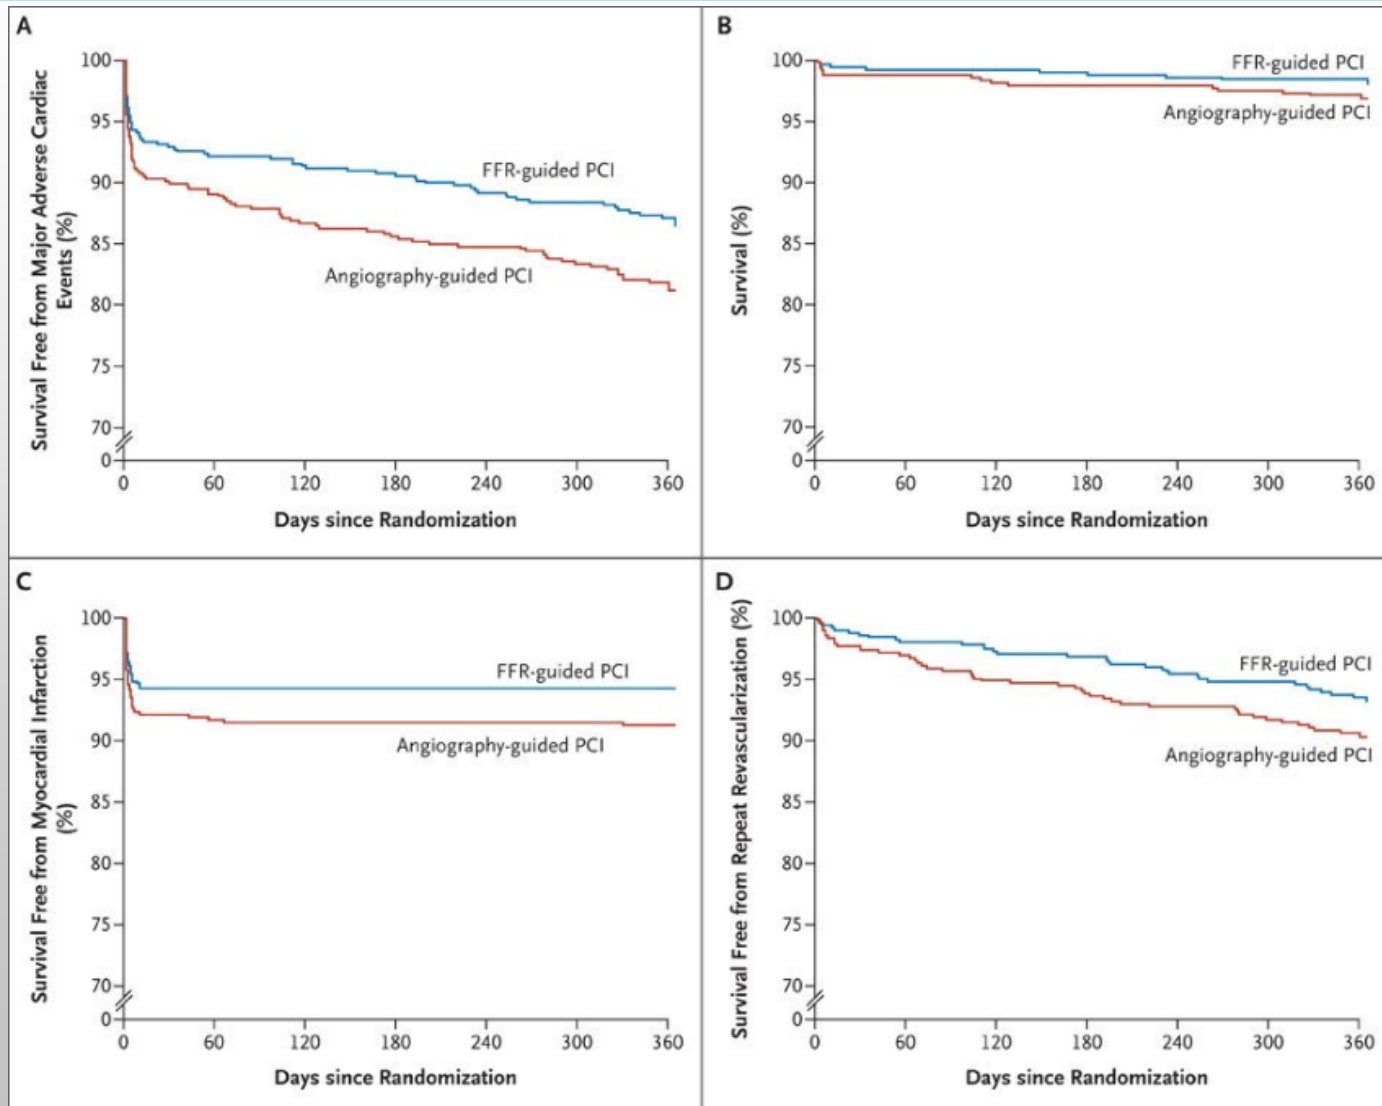 A
Survival Free from Major Adverse Cardiac
Events (%)
100
95
90
85
80
75
70
0
FFR-guided PCI
Angiography-guided PCI
0 60 120 180 240 300 360
Days since Randomization
B
Survival (%)
100
95
90
85
80
75
70
0
FFR-guided PCI
Angiography-guided PCI
0 60 120 180 240 300 360
Days since Randomization
C
Survival Free from Myocardial Infarction
(%)
100
95
90
85
80
75
70
0
FFR-guided PCI
Angiography-guided PCI
0 60 120 180 240 300 360
Days since Randomization
D
Survival Free from Repeat Revascularization (%)
100
95
90
85
80
75
70
0
FFR-guided PCI
Angiography-guided PCI
0 60 120 180 240 300 360
Days since Randomization